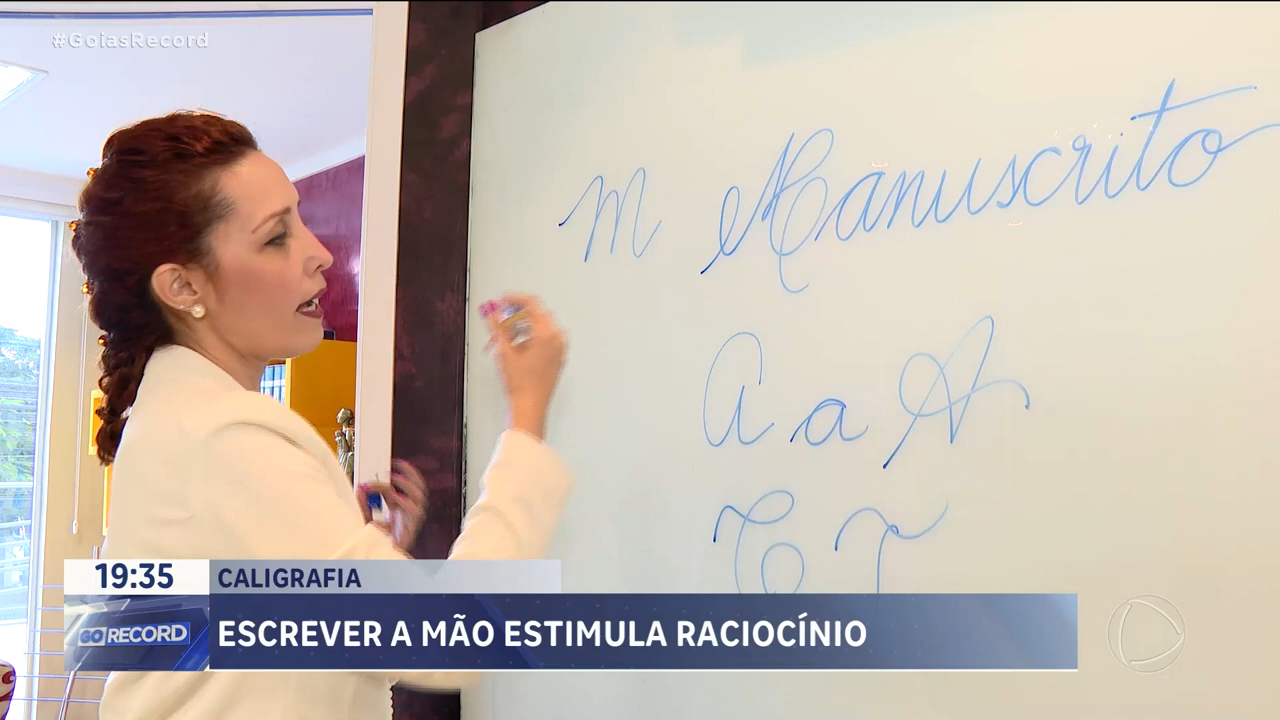 #GoiasRecord
M Manuscrito
a a A
T T
19:35 CALIGRAFIA
GO RECORD ESCREVER A MÃO ESTIMULA RACIOCÍNIO